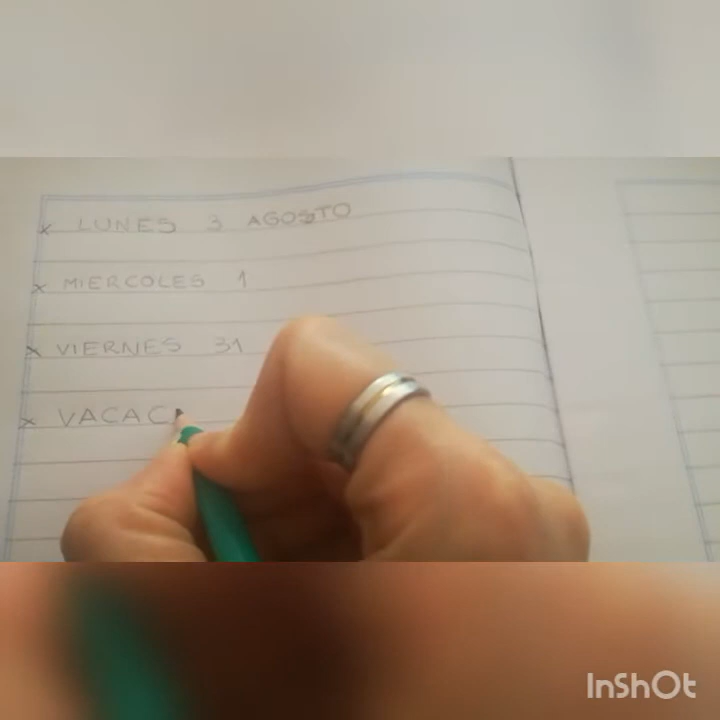 x LUNES 3 AGOSTO
x MIERCOLES 1
x VIERNES 31
x VACAC
InShOt